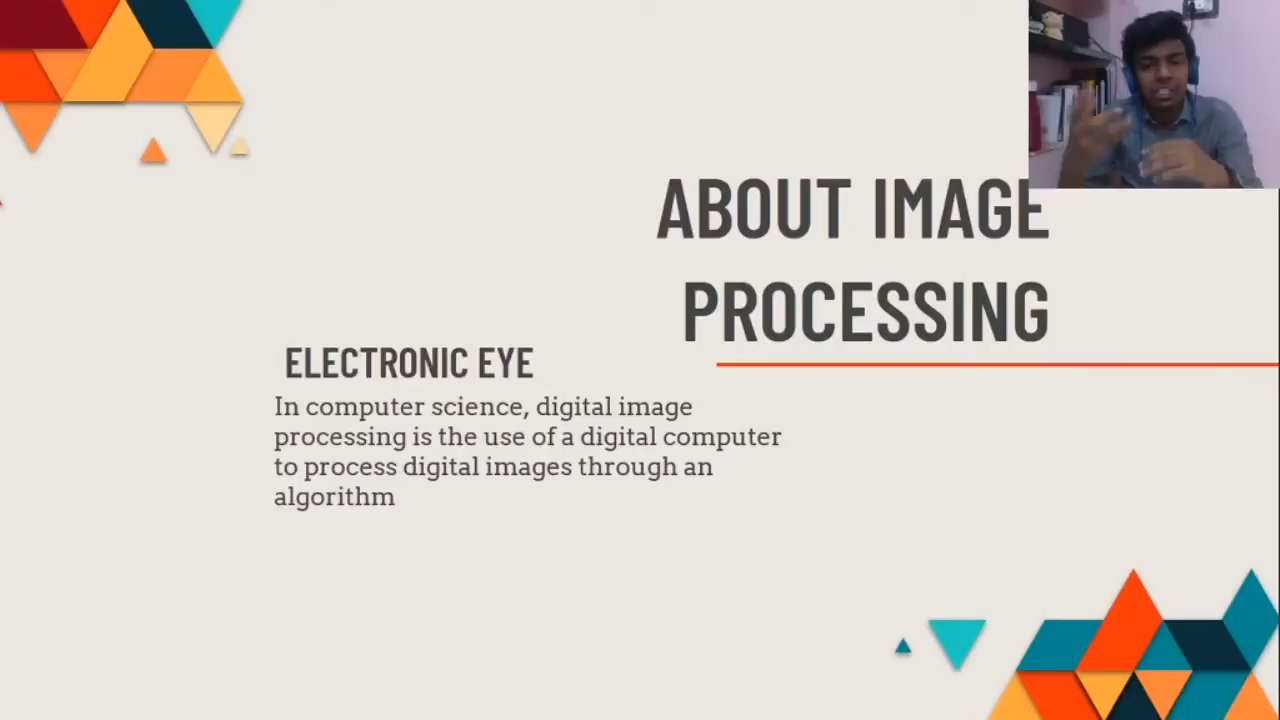 ABOUT IMAGE
PROCESSING
ELECTRONIC EYE
In computer science, digital image
processing is the use of a digital computer
to process digital images through an
algorithm